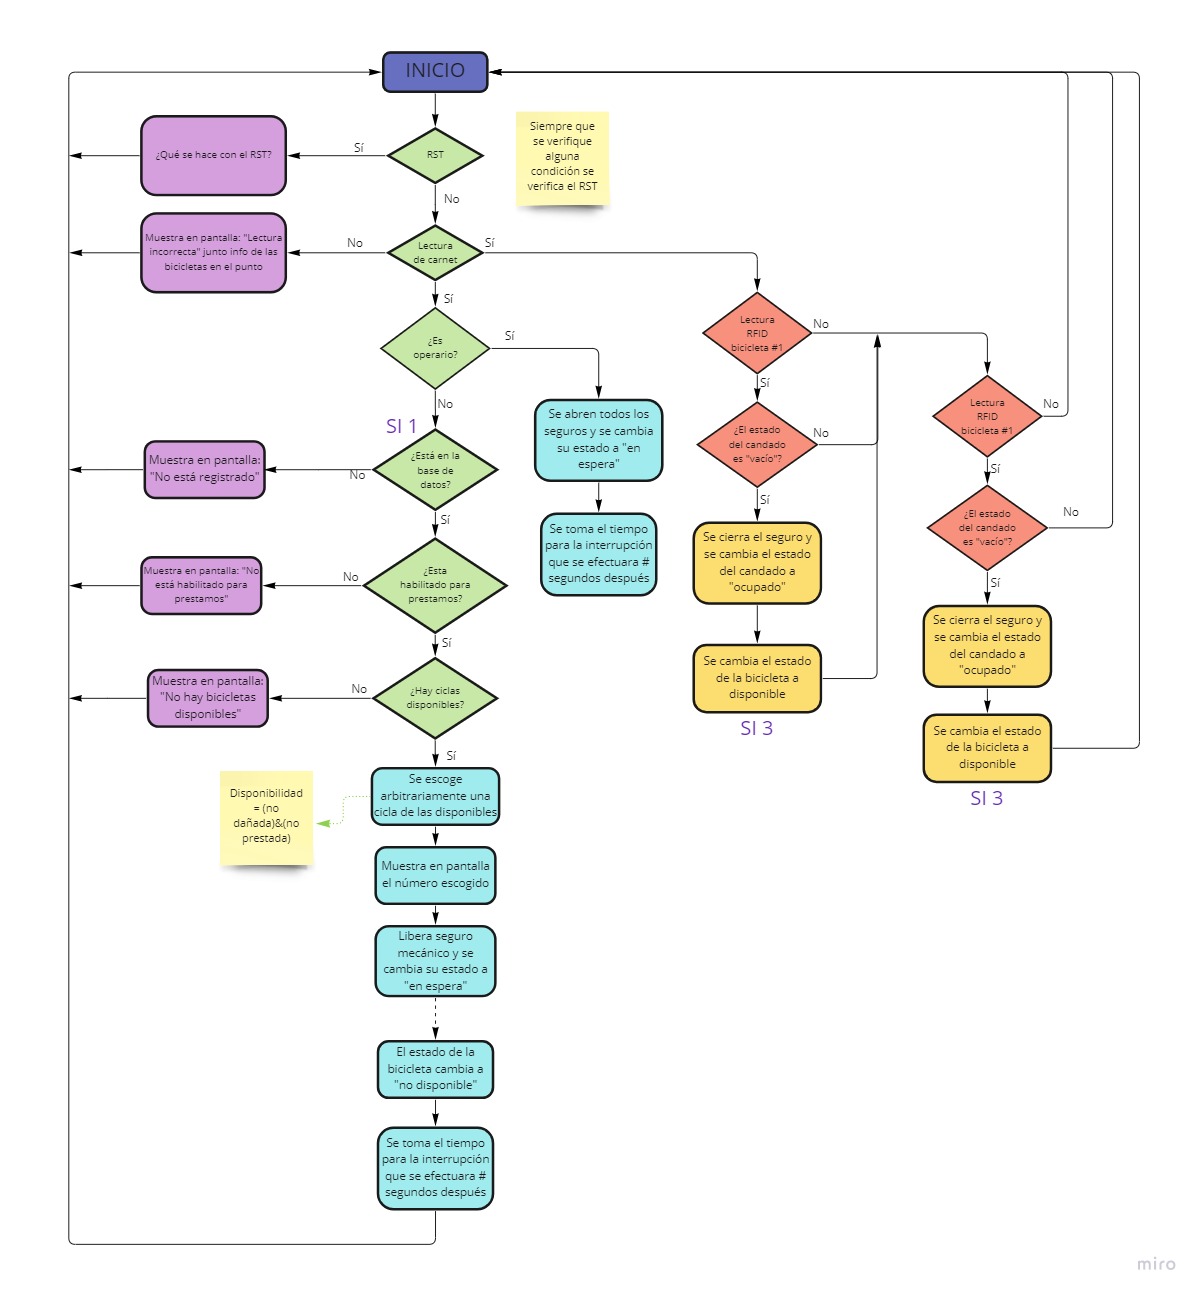 INICIO
Siempre que
se verifique
alguna
condición se
verifica el RST
¿Qué se hace con el RST?
Sí
RST
No
Muestra en pantalla: "Lectura
incorrecta" junto info de las
bicicletas en el punto
No
Lectura
de carnet
Sí
Sí
¿Es
operario?
Sí
No
SI 1
Lectura
RFID
bicicleta #1
No
Sí
Lectura
RFID
bicicleta #1
No
Sí
Se abren todos los
seguros y se cambia
su estado a "en
espera"
¿El estado
del candado
es "vacío"?
No
Sí
Muestra en pantalla:
"No está registrado"
No
¿Está en la
base de
datos?
Sí
Se toma el tiempo
para la interrupción
que se efectuara #
segundos después
Se cierra el seguro y
se cambia el estado
del candado a
"ocupado"
¿El estado
del candado
es "vacío"?
No
Sí
Muestra en pantalla: "No
está habilitado para
prestamos"
No
¿Esta
habilitado para
prestamos?
Sí
Se cierra el seguro y
se cambia el estado
del candado a
"ocupado"
Muestra en pantalla:
"No hay bicicletas
disponibles"
No
¿Hay ciclas
disponibles?
Sí
Se cambia el estado
de la bicicleta a
disponible
SI 3
Se cambia el estado
de la bicicleta a
disponible
SI 3
Disponibilidad
= (no
dañada)&(no
prestada)
Se escoge
arbitrariamente una
cicla de las disponibles
Muestra en pantalla
el número escogido
Libera seguro
mecánico y se
cambia su estado a
"en espera"
El estado de la
bicicleta cambia a
"no disponible"
Se toma el tiempo
para la interrupción
que se efectuara #
segundos después
miro